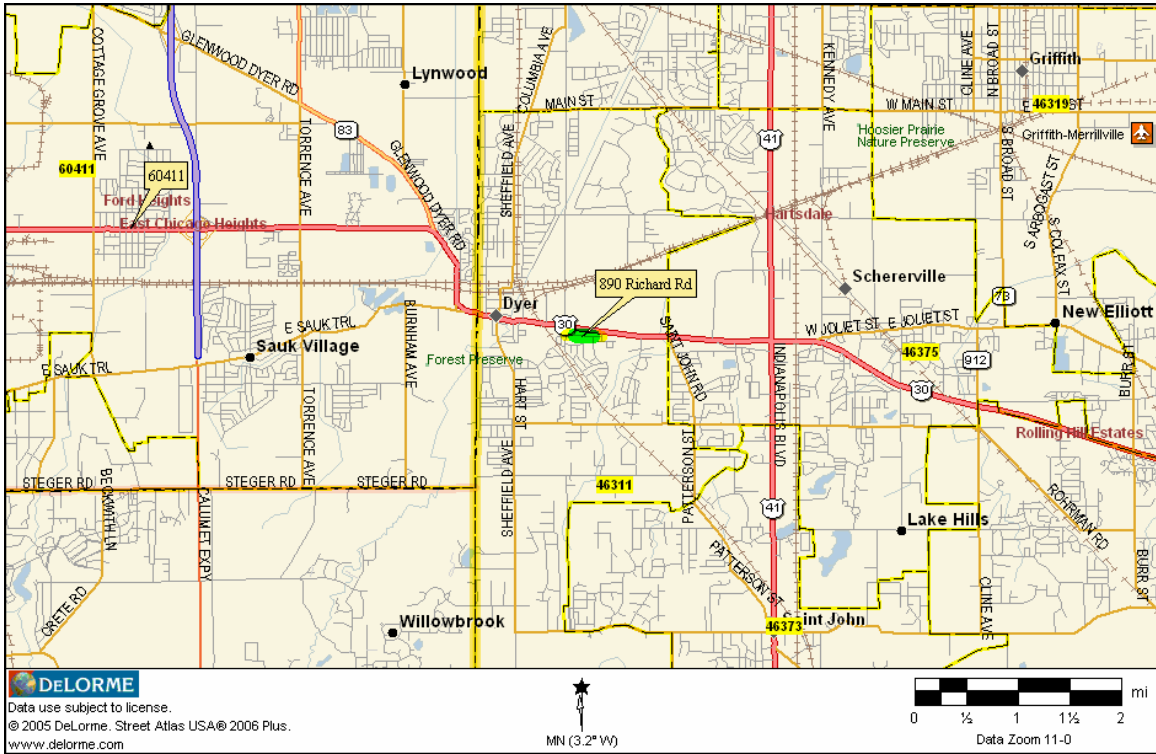 COTTAGE GROVE AVE
GLENWOOD DYER RD
Lynwood
COLUMBIA AVE
MAIN ST
KENNEDY AVE
CLINE AVE
N BROAD ST
Griffith
W MAIN ST
46319
83
41
Hoosier Prairie
Nature Preserve
Griffith-Merrillville
TORRENCE AVE
GLENWOOD DYER RD
SHEFFIELD AVE
S BROAD ST
60411
60411
Ford Heights
East Chicago Heights
Hartsdale
S ARBOGAST ST
S COLFAX ST
Schererville
890 Richard Rd
73
Dyer
30
New Elliott
BURNHAM AVE
E SAUK TRL
Sauk Village
E SAUK TRL
Forest Preserve
SAINT JOHN RD
W JOLIET ST
E JOLIET ST
46375
912
INDIANAPOLIS BLVD
30
BURR ST
TORRENCE AVE
HART ST
Rolling Hill Estates
STEGER RD
STEGER RD
STEGER RD
BECKWITH LN
CALUMET EXPY
SHEFFIELD AVE
46311
PATTERSON ST
41
Lake Hills
ROHRMAN RD
CRETE RD
PATTERSON ST
CLINE AVE
BURR ST
Willowbrook
46373
Saint John
DELORME
Data use subject to license.
© 2005 DeLorme. Street Atlas USA® 2006 Plus.
www.delorme.com
MN (3.2° W)
mi
0 ½ 1 1½ 2
Data Zoom 11-0